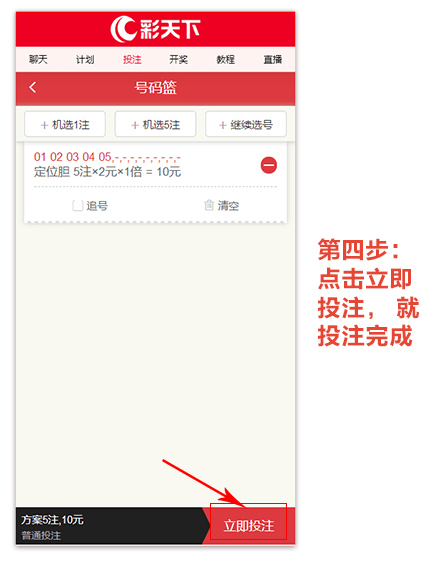 彩天下
聊天 计划 投注 开奖 教程 直播
号码篮
+ 机选1注 + 机选5注 + 继续选号
01 02 03 04 05,-,-,-,-,-,-,-,-,-
定位胆 5注×2元×1倍 = 10元
追号 清空
第四步：
点击立即
投注，就
投注完成
方案5注,10元
普通投注
立即投注